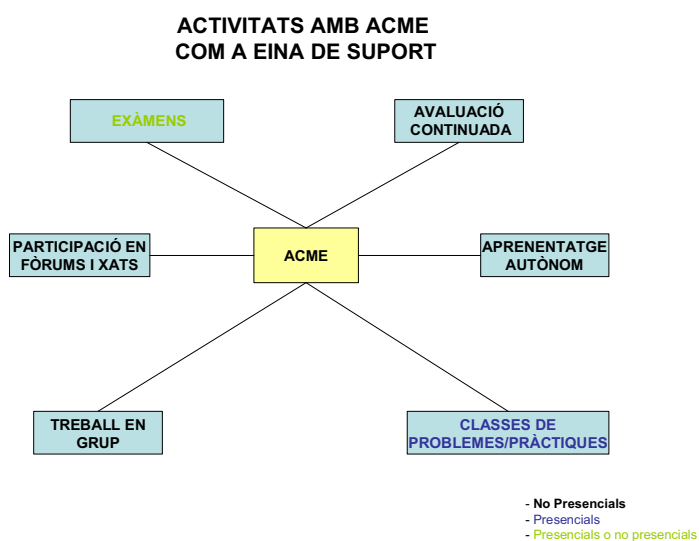 ACTIVITATS AMB ACME
COM A EINA DE SUPORT
EXÀMENS
AVALUACIÓ
CONTINUADA
PARTICIPACIÓ EN
FÒRUMS I XATS
ACME
APRENENTATGE
AUTÒNOM
TREBALL EN
GRUP
CLASSES DE
PROBLEMES/PRÀCTIQUES
- No Presencials
- Presencials
- Presencials o no presencials